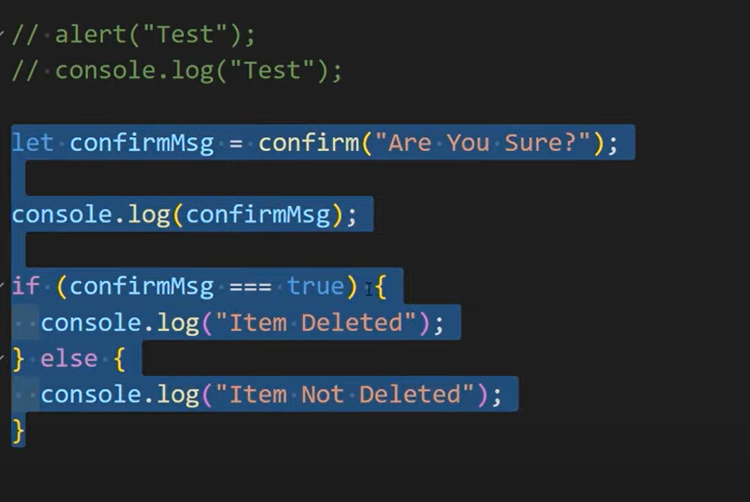 // alert("Test");
// console.log("Test");
let confirmMsg = confirm("Are You Sure?");
console.log(confirmMsg);
if (confirmMsg === true) {
console.log("Item Deleted");
} else {
console.log("Item Not Deleted");
}